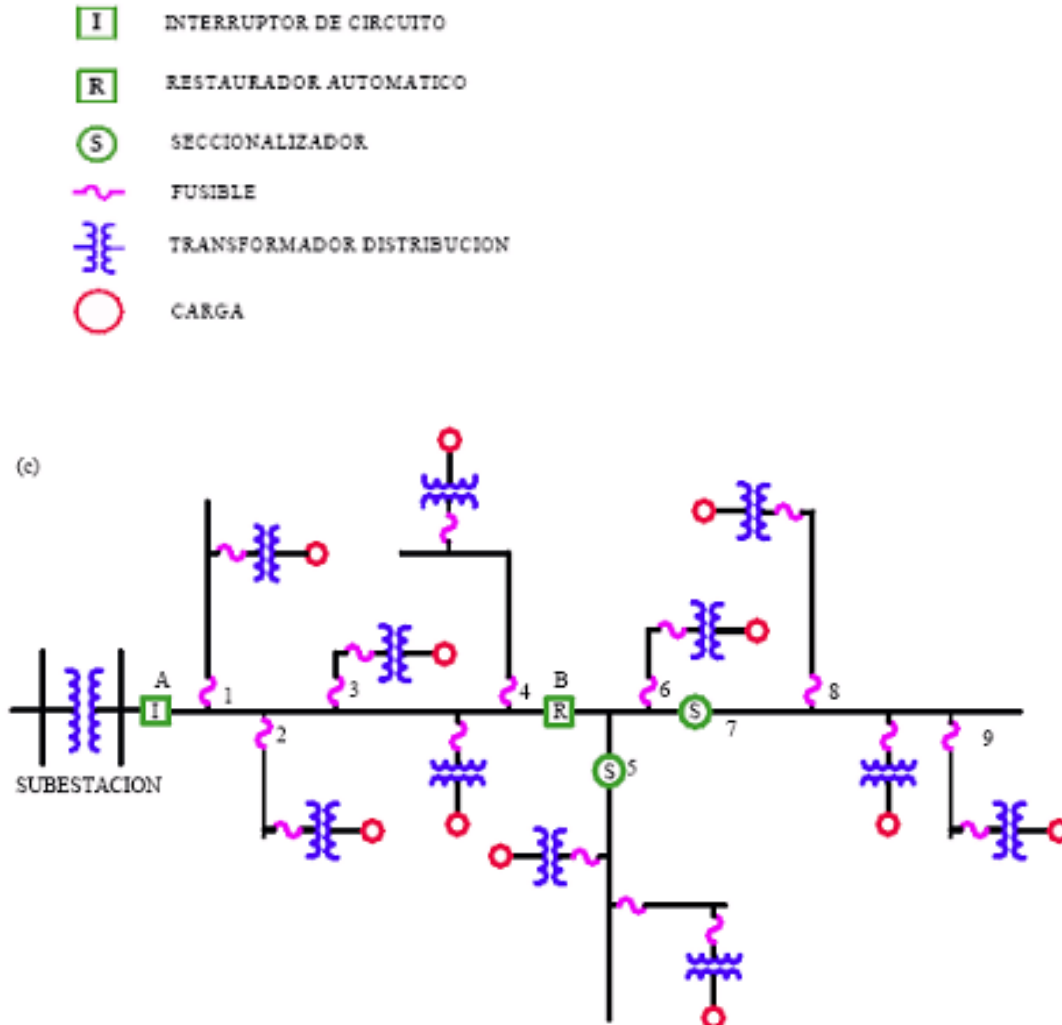 I INTERRUPTOR DE CIRCUITO
R RESTAURADOR AUTOMATICO
S SECCIONALIZADOR
FUSIBLE
TRANSFORMADOR DISTRIBUCION
CARGA
(c)
A
B
1
3
4
6
8
I
R
S
2
7
9
SUBESTACION
S
5